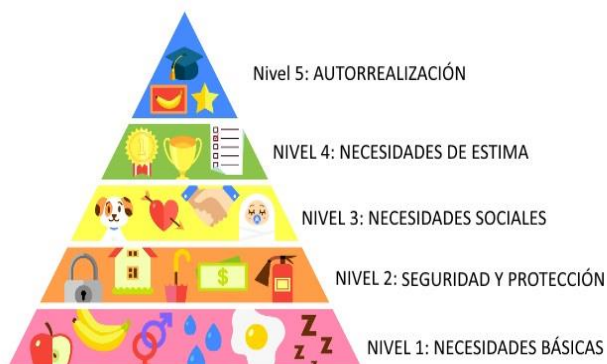 Nivel 5: AUTORREALIZACIÓN
1
NIVEL 4: NECESIDADES DE ESTIMA
NIVEL 3: NECESIDADES SOCIALES
$
NIVEL 2: SEGURIDAD Y PROTECCIÓN
Z
Z Z
Z
Z Z
NIVEL 1: NECESIDADES BÁSICAS